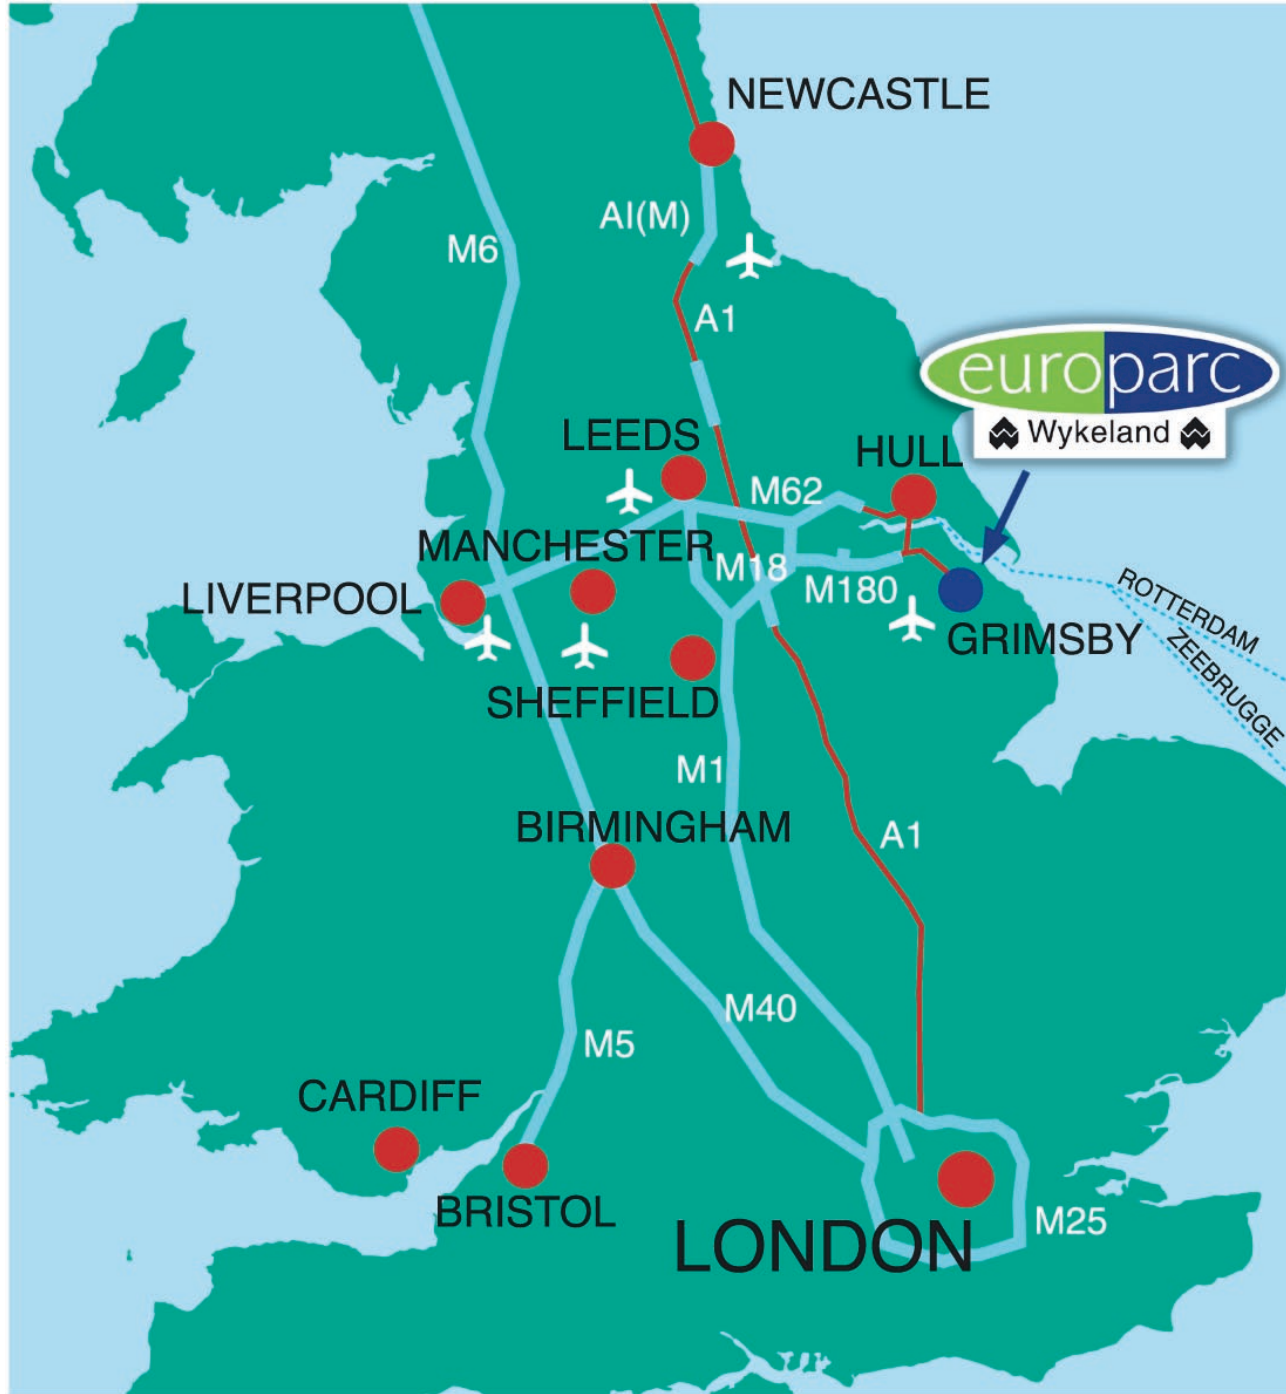 NEWCASTLE
AI(M)
M6
A1
europarc
Wykeland
LEEDS
HULL
M62
MANCHESTER
M18
M180
LIVERPOOL
ROTTERDAM
GRIMSBY
ZEEBRUGGE
SHEFFIELD
M1
BIRMINGHAM
A1
M40
M5
CARDIFF
BRISTOL
M25
LONDON